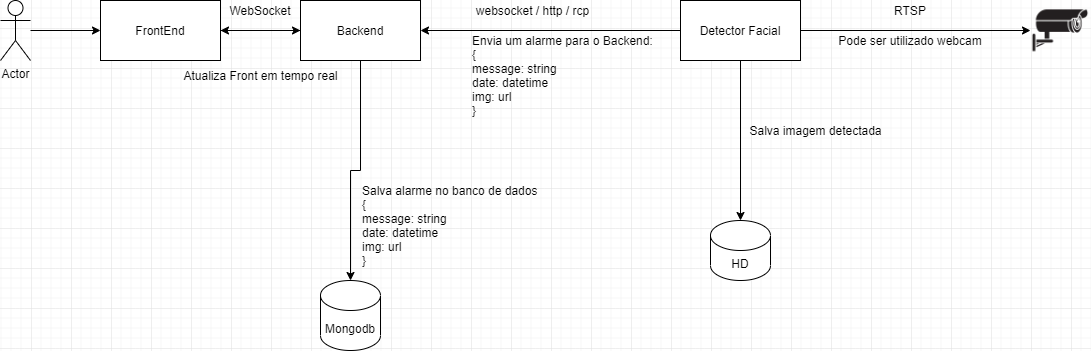 WebSocket
websocket / http / rcp
RTSP
FrontEnd
Backend
Detector Facial
Actor
Atualiza Front em tempo real
Envia um alarme para o Backend:
{
message: string
date: datetime
img: url
}
Pode ser utilizado webcam
Salva imagem detectada
Salva alarme no banco de dados
{
message: string
date: datetime
img: url
}
HD
Mongodb